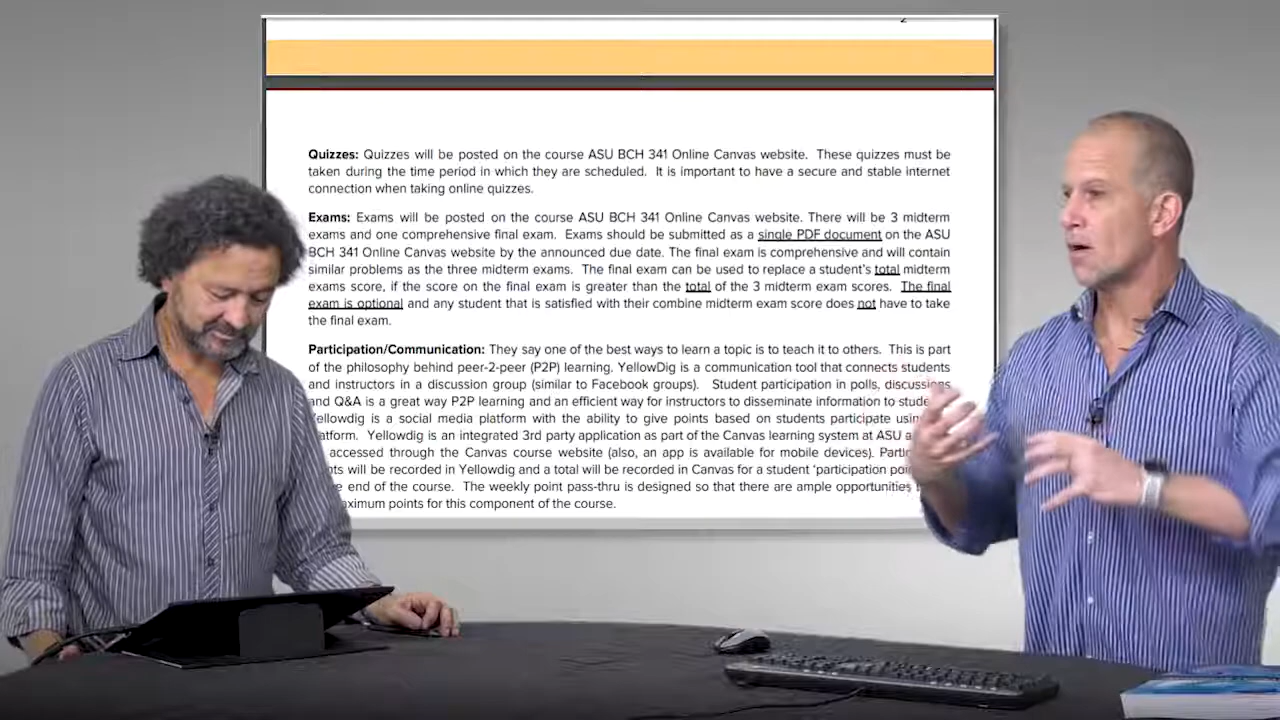 2
Quizzes: Quizzes will be posted on the course ASU BCH 341 Online Canvas website. These quizzes must be
taken during the time period in which they are scheduled. It is important to have a secure and stable internet
connection when taking online quizzes.
Exams: Exams will be posted on the course ASU BCH 341 Online Canvas website. There will be 3 midterm
exams and one comprehensive final exam. Exams should be submitted as a single PDF document on the ASU
BCH 341 Online Canvas website by the announced due date. The final exam is comprehensive and will contain
similar problems as the three midterm exams. The final exam can be used to replace a student's total midterm
exams score, if the score on the final exam is greater than the total of the 3 midterm exam scores. The final
exam is optional and any student that is satisfied with their combine midterm exam score does not have to take
the final exam.
Participation/Communication: They say one of the best ways to learn a topic is to teach it to others. This is part
of the philosophy behind peer-2-peer (P2P) learning. YellowDig is a communication tool that connects students
and instructors in a discussion group (similar to Facebook groups). Student participation in polls, discussions
and Q&A is a great way P2P learning and an efficient way for instructors to disseminate information to
Yellowdig is a social media platform with the ability to give points based on students participate
Yellowdig is an integrated 3rd party application as part of the Canvas learning system at ASU
accessed through the Canvas course website (also, an app is available for mobile devices).
will be recorded in Yellowdig and a total will be recorded in Canvas for a student 'participation
end of the course. The weekly point pass-thru is designed so that there are ample opportunities
points for this component of the course.